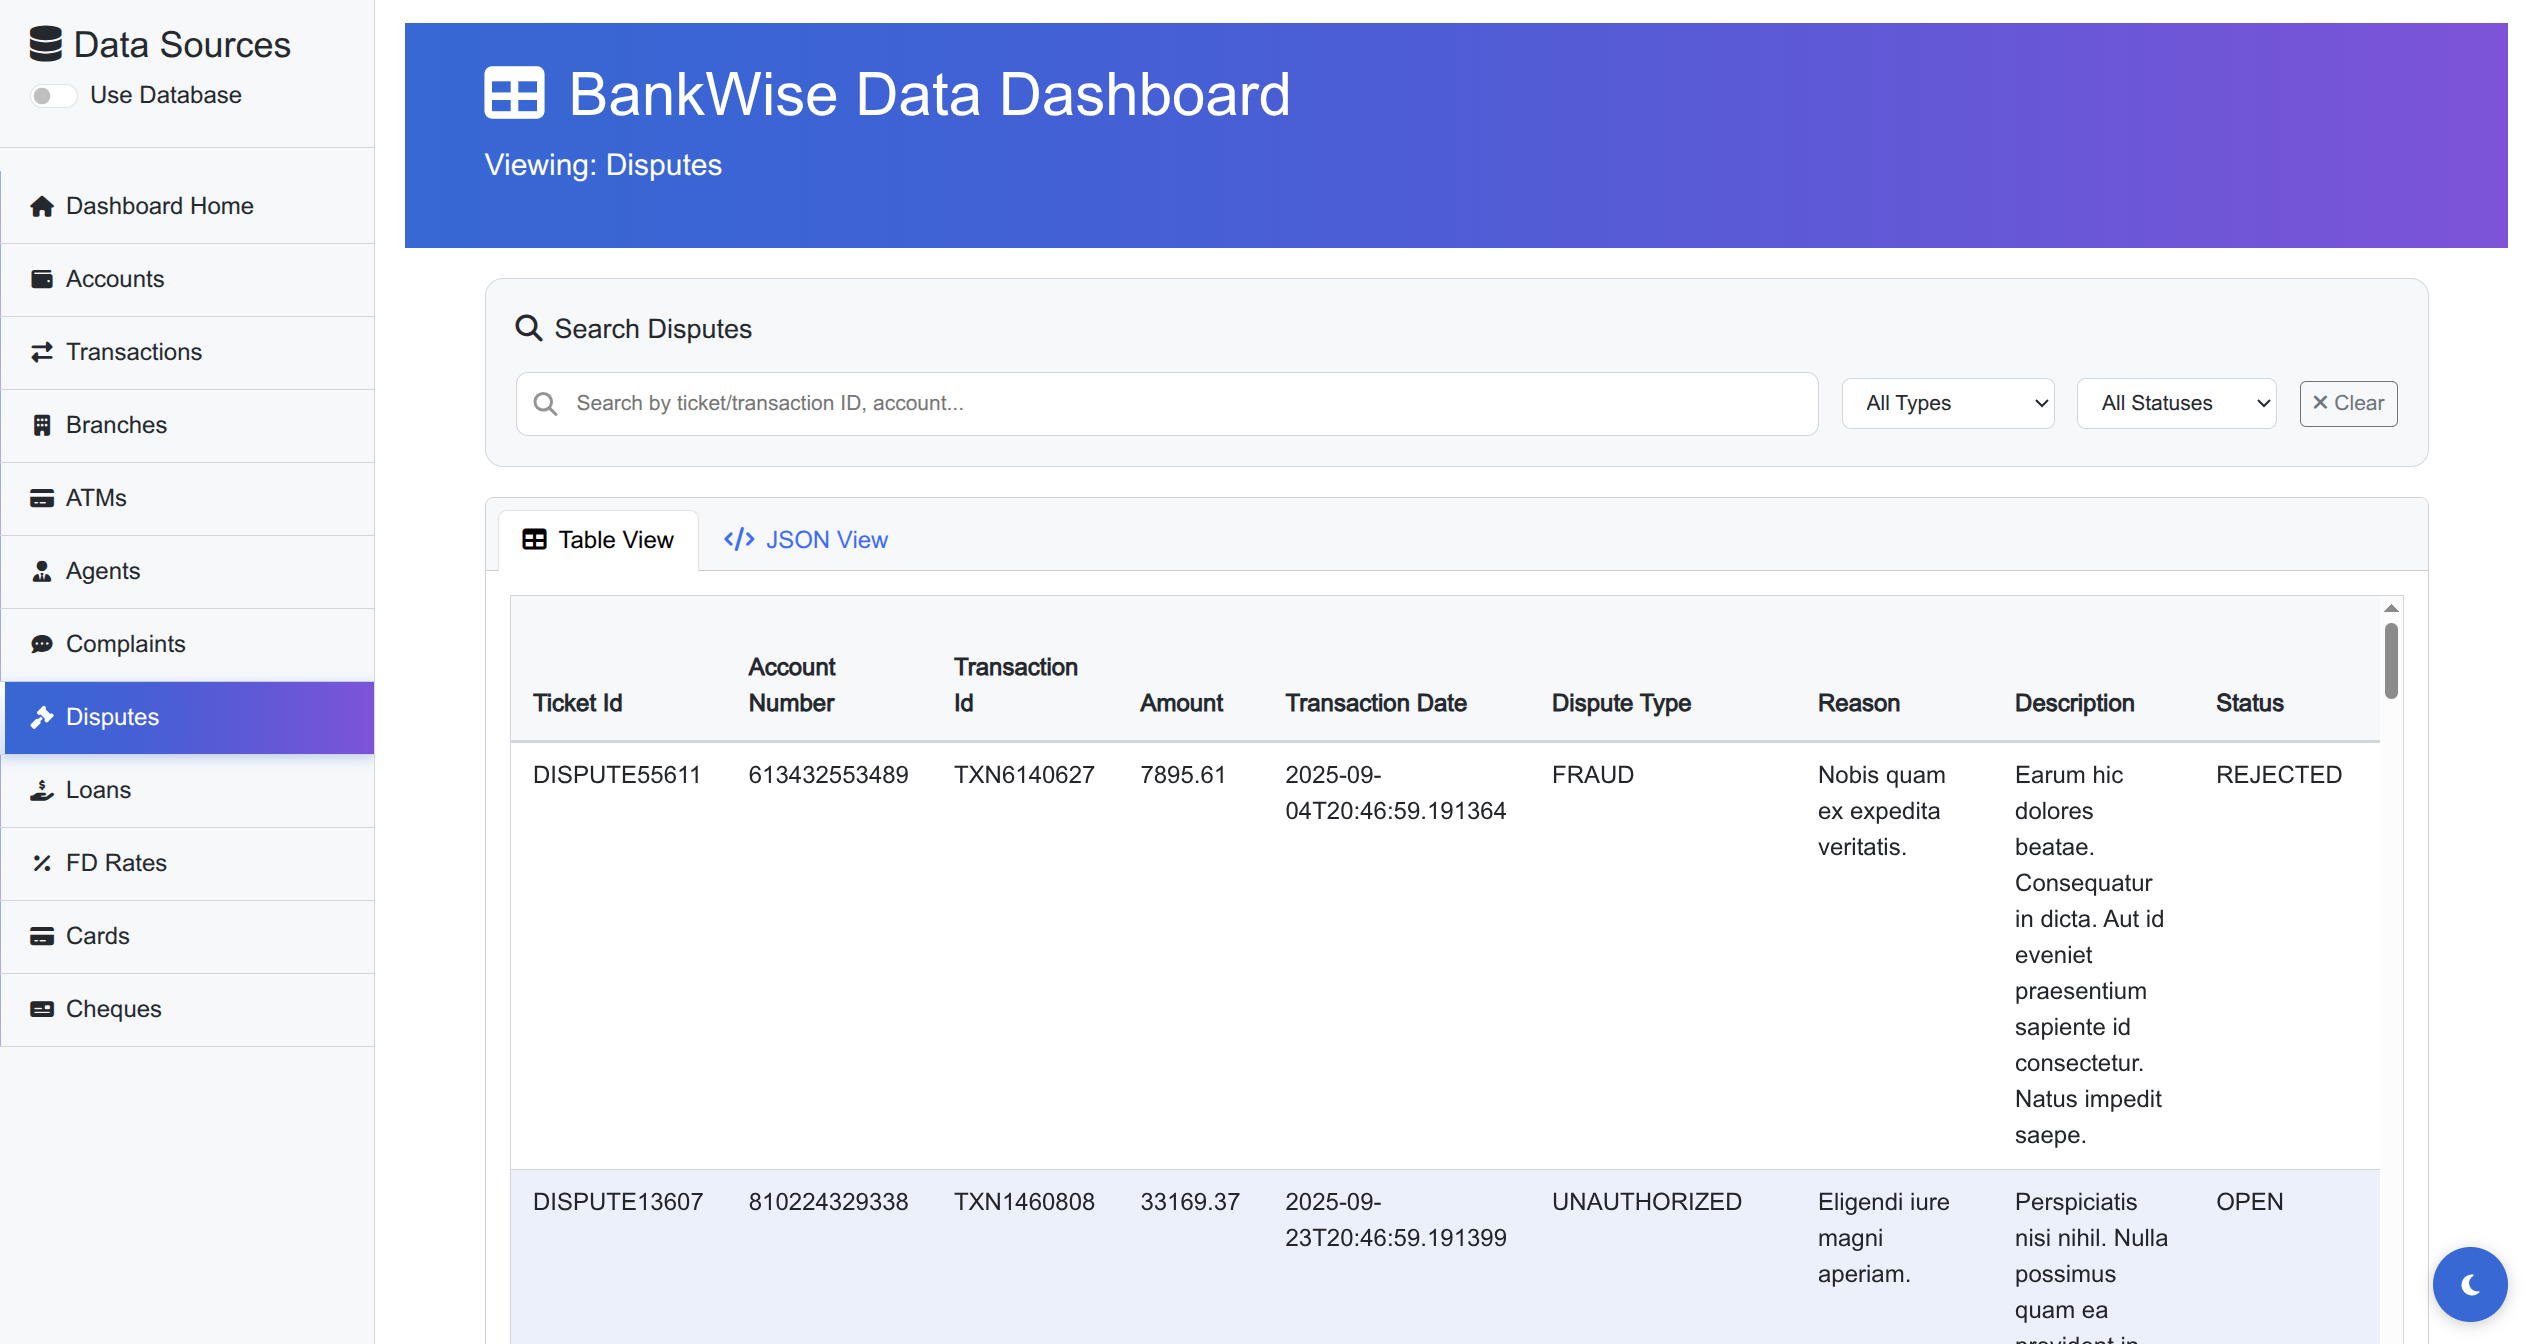 Data Sources
Use Database
Dashboard Home
Accounts
Transactions
Branches
ATMs
Agents
Complaints
Disputes
Loans
FD Rates
Cards
Cheques
BankWise Data Dashboard
Viewing: Disputes
Search Disputes
Search by ticket/transaction ID, account...
All Types
All Statuses
Clear
Table View
JSON View
Ticket Id
Account
Number
Transaction
Id
Amount
Transaction Date
Dispute Type
Reason
Description
Status
DISPUTE55611
613432553489
TXN6140627
7895.61
2025-09-
04T20:46:59.191364
FRAUD
Nobis quam
ex expedita
veritatis.
Earum hic
dolores
beatae.
Consequatur
in dicta. Aut id
eveniet
praesentium
sapiente id
consectetur.
Natus impedit
saepe.
REJECTED
DISPUTE13607
810224329338
TXN1460808
33169.37
2025-09-
23T20:46:59.191399
UNAUTHORIZED
Eligendi iure
magni
aperiam.
Perspiciatis
nisi nihil. Nulla
possimus
quam ea
OPEN